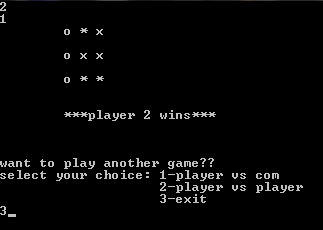 2
1
o * x
o x x
o * *
***player 2 wins***
want to play another game??
select your choice: 1-player vs com
2-player vs player
3-exit
3_